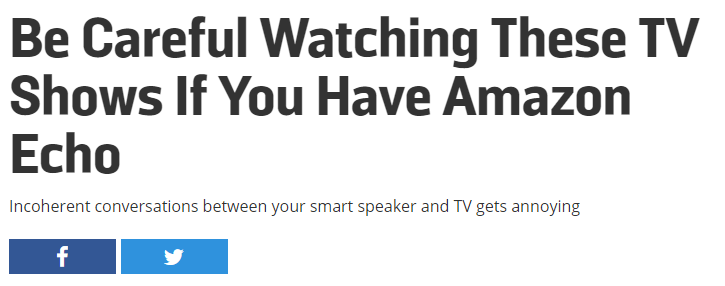 Be Careful Watching These TV
Shows If You Have Amazon
Echo
Incoherent conversations between your smart speaker and TV gets annoying